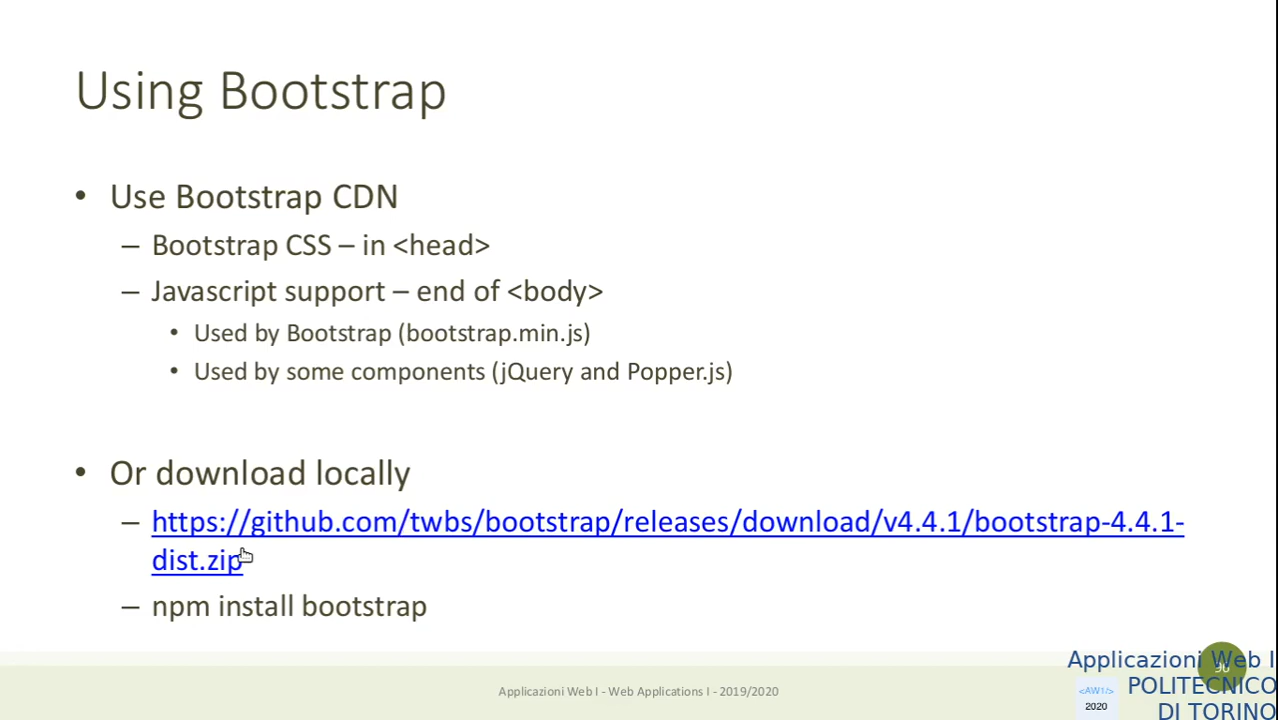 Using Bootstrap
• Use Bootstrap CDN
– Bootstrap CSS – in <head>
– Javascript support – end of <body>
• Used by Bootstrap (bootstrap.min.js)
• Used by some components (jQuery and Popper.js)
• Or download locally
– https://github.com/twbs/bootstrap/releases/download/v4.4.1/bootstrap-4.4.1-
dist.zip
– npm install bootstrap
Applicazioni Web I - Web Applications I - 2019/2020
Applicazioni Web I
POLITECNICO
DI TORINO
<AW1/>
2020